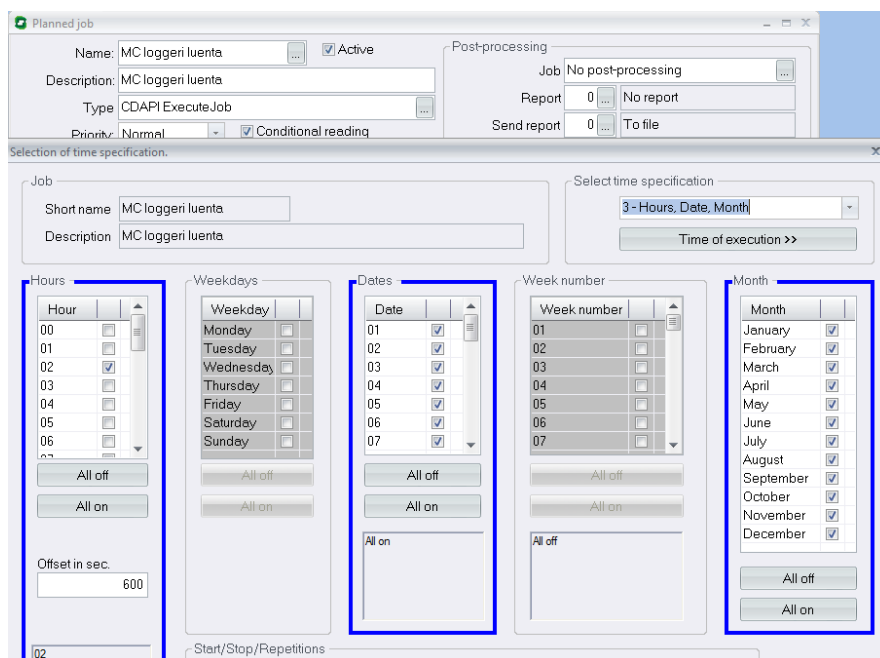 Planned job
Name: MC loggeri luenta ... Active
Description: MC loggeri luenta
Type CDAPI ExecuteJob ...
Priority: Normal Conditional reading
Post-processing
Job No post-processing ...
Report 0 ... No report
Send report 0 ... To file
Selection of time specification.
Job
Short name MC loggeri luenta
Description MC loggeri luenta
Select time specification
3 - Hours, Date, Month
Time of execution >>
Hours
Hour
00
01
02
03
04
05
06
07
All off
All on
Offset in sec.
600
02
Weekdays
Weekday
Monday
Tuesday
Wednesday
Thursday
Friday
Saturday
Sunday
All off
All on
Dates
Date
01
02
03
04
05
06
07
All off
All on
All on
Week number
Week number
01
02
03
04
05
06
07
All off
All on
All off
Month
Month
January
February
March
April
May
June
July
August
September
October
November
December
All off
All on
Start/Stop/Repetitions